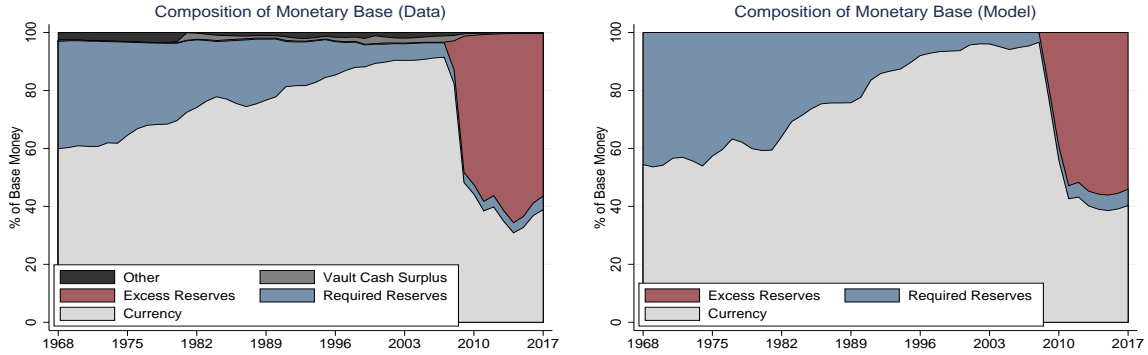 Composition of Monetary Base (Data)
% of Base Money
100
80
60
40
20
0
Other
Vault Cash Surplus
Excess Reserves
Required Reserves
Currency
1968 1975 1982 1989 1996 2003 2010 2017
Composition of Monetary Base (Model)
% of Base Money
100
80
60
40
20
0
Excess Reserves
Required Reserves
Currency
1968 1975 1982 1989 1996 2003 2010 2017